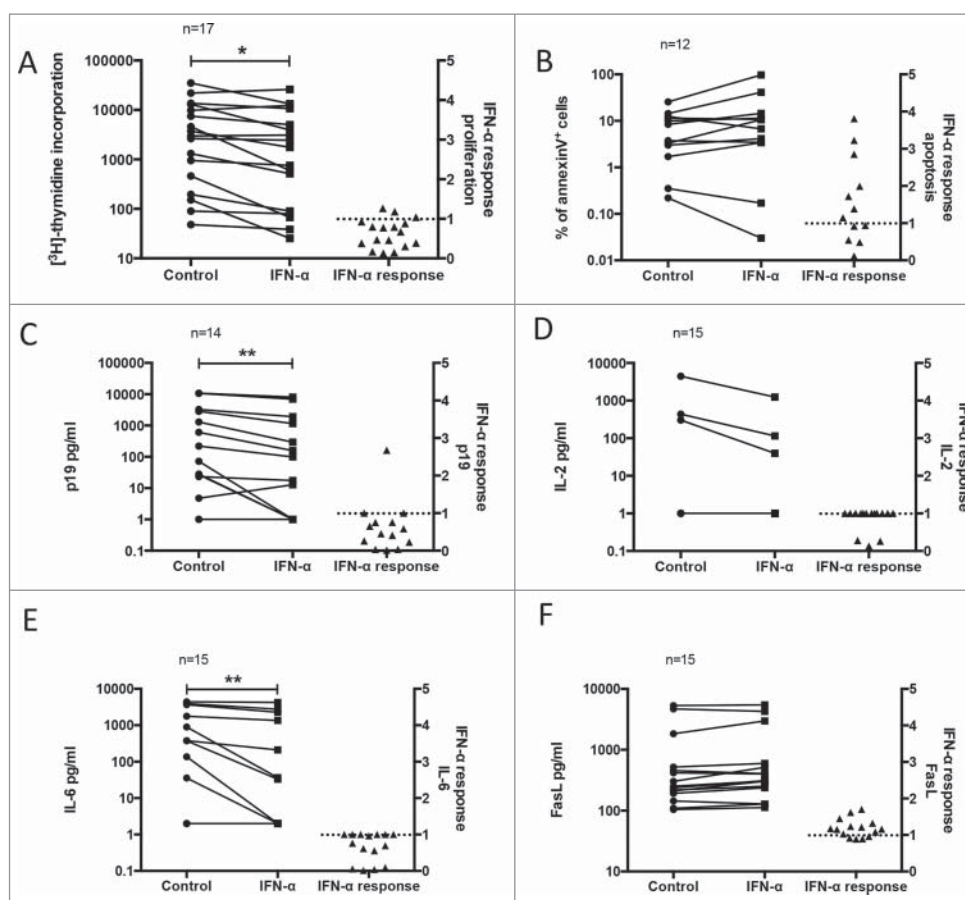 A
n=17
*
[³H]-thymidine incorporation
100000
10000
1000
100
10
5
4
3
2
1
0
IFN-α response
proliferation
Control
IFN-α
IFN-α response
B
n=12
% of annexinV⁺ cells
100
10
1
0.10
0.01
5
4
3
2
1
0
IFN-α response
apoptosis
Control
IFN-α
IFN-α response
C
n=14
**
p19 pg/ml
100000
10000
1000
100
10
1
0.1
5
4
3
2
1
0
IFN-α response
p19
Control
IFN-α
IFN-α response
D
n=15
IL-2 pg/ml
10000
1000
100
10
1
0.1
5
4
3
2
1
0
IFN-α response
IL-2
Control
IFN-α
IFN-α response
E
n=15
**
IL-6 pg/ml
10000
1000
100
10
1
0.1
5
4
3
2
1
0
IFN-α response
IL-6
Control
IFN-α
IFN-α response
F
n=15
FasL pg/ml
10000
1000
100
10
5
4
3
2
1
0
IFN-α response
FasL
Control
IFN-α
IFN-α response